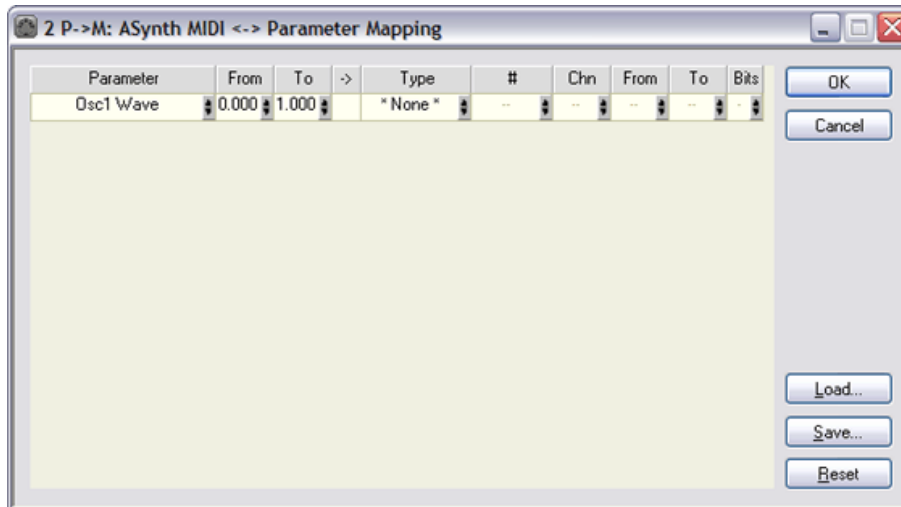 2 P->M: ASynth MIDI <-> Parameter Mapping
Parameter From To -> Type # Chn From To Bits
Osc1 Wave 0.000 1.000 * None * -- -- -- -- -
OK
Cancel
Load...
Save...
Reset